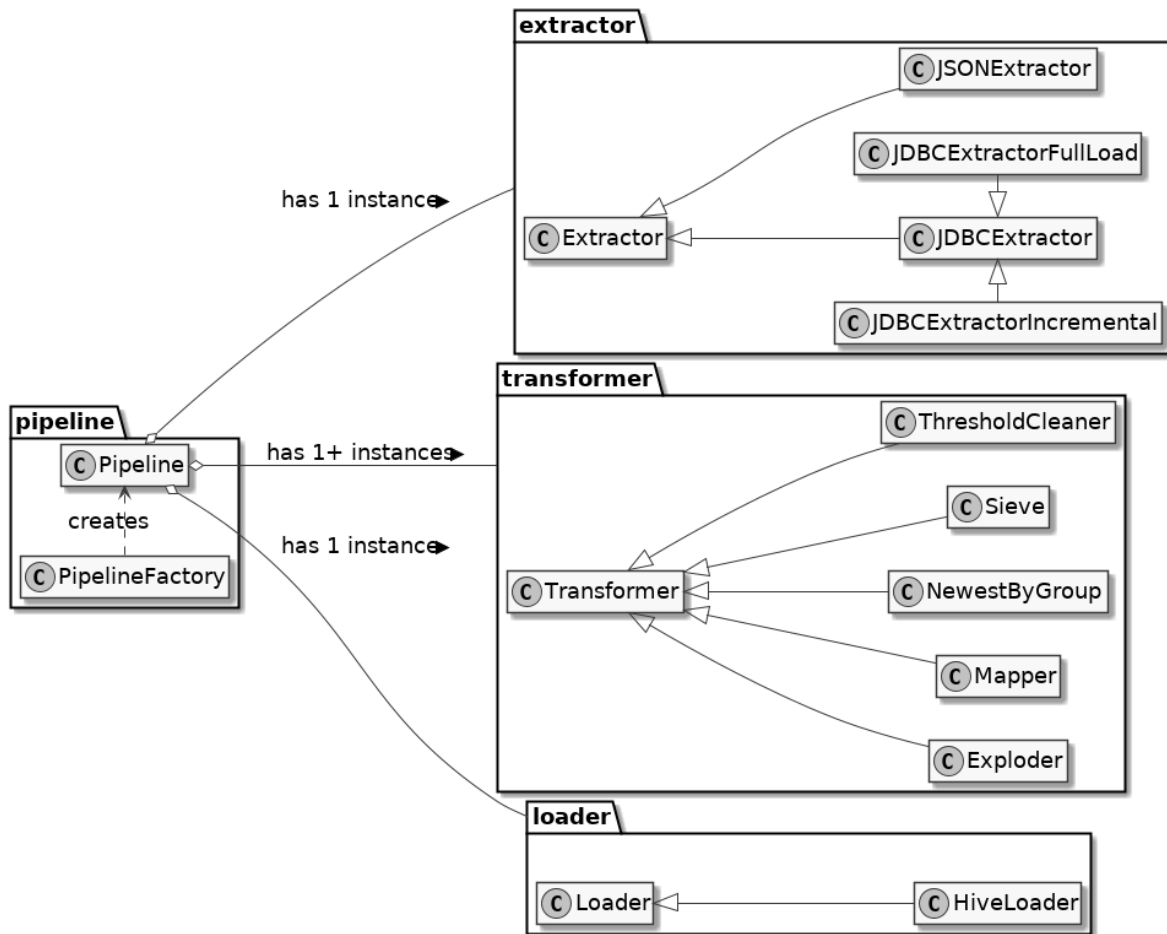 extractor
C JSONExtractor
C JDBCExtractorFullLoad
has 1 instance
C Extractor
C JDBCExtractor
C JDBCExtractorIncremental
transformer
pipeline
C ThresholdCleaner
C Pipeline
has 1+ instances
C Sieve
creates
has 1 instance
C PipelineFactory
C Transformer
C NewestByGroup
C Mapper
C Exploder
loader
C Loader
C HiveLoader